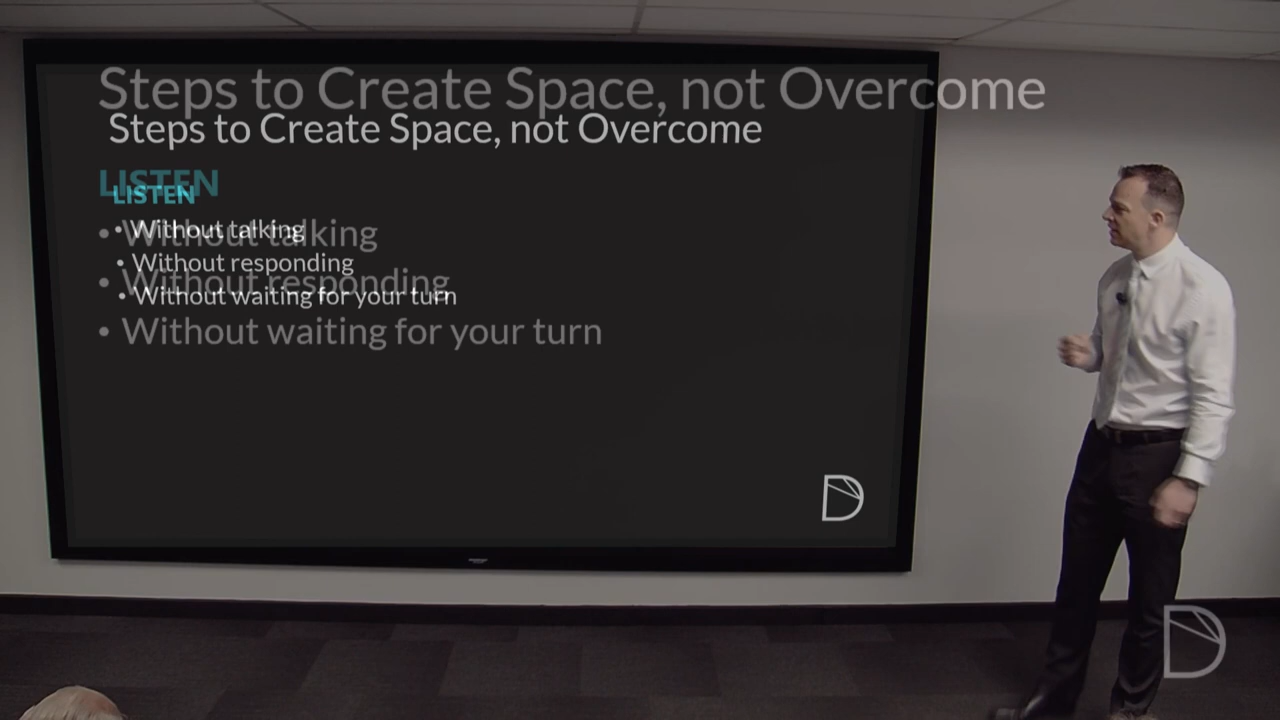 Steps to Create Space, not Overcome
Steps to Create Space, not Overcome
LISTEN
LISTEN
• Without talking
• Without talking
• Without responding
• Without responding
• Without waiting for your turn
• Without waiting for your turn